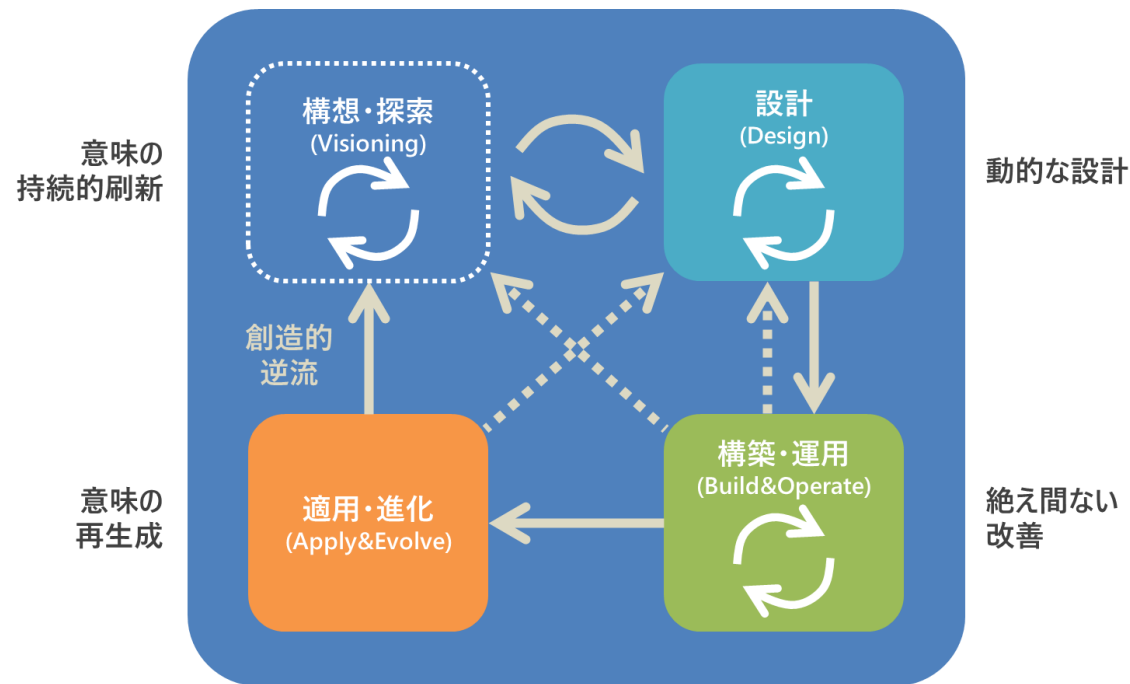 構想・探索
(Visioning)
設計
(Design)
意味の
持続的刷新
動的な設計
創造的
逆流
適用・進化
(Apply&Evolve)
構築・運用
(Build&Operate)
意味の
再生成
絶え間ない
改善